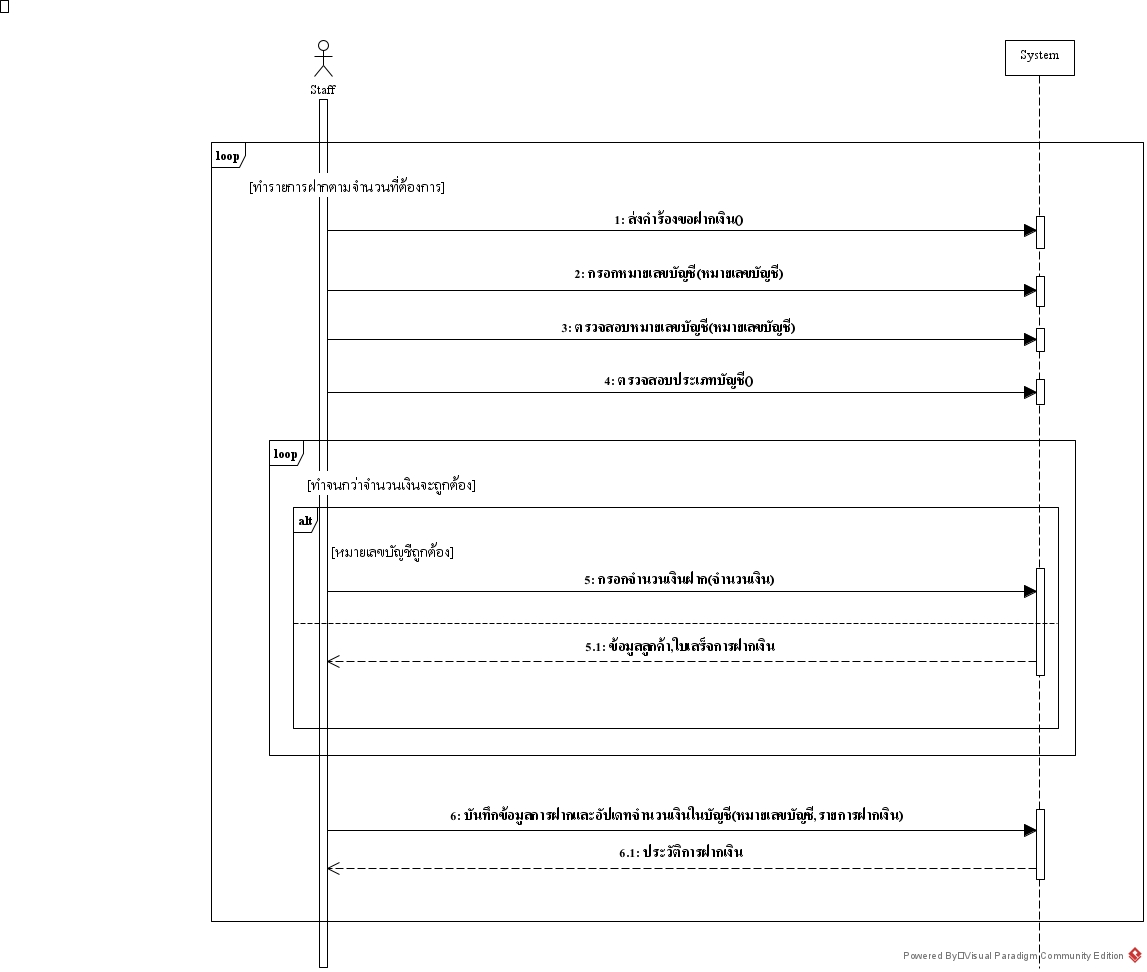 Staff
System
loop
[ทำรายการฝากตามจำนวนที่ต้องการ]
1: ส่งคำร้องขอฝากเงิน()
2: กรอกหมายเลขบัญชี(หมายเลขบัญชี)
3: ตรวจสอบหมายเลขบัญชี(หมายเลขบัญชี)
4: ตรวจสอบประเภทบัญชี()
loop
[ทำจนกว่าจำนวนเงินจะถูกต้อง]
alt
[หมายเลขบัญชีถูกต้อง]
5: กรอกจำนวนเงินฝาก(จำนวนเงิน)
5.1: ข้อมูลลูกค้า,ใบเสร็จการฝากเงิน
6: บันทึกข้อมูลการฝากและอัปเดทจำนวนเงินในบัญชี(หมายเลขบัญชี, รายการฝากเงิน)
6.1: ประวัติการฝากเงิน
Powered By Visual Paradigm Community Edition